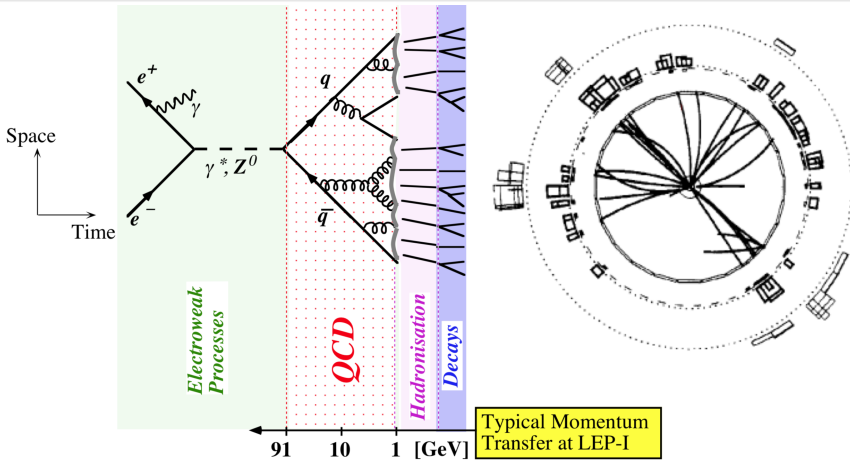 e+
γ
Space
γ*, Z0
Time
e-
q
q̅
Electroweak
Processes
QCD
Hadronisation
Decays
91 10 1 [GeV]
Typical Momentum
Transfer at LEP-I